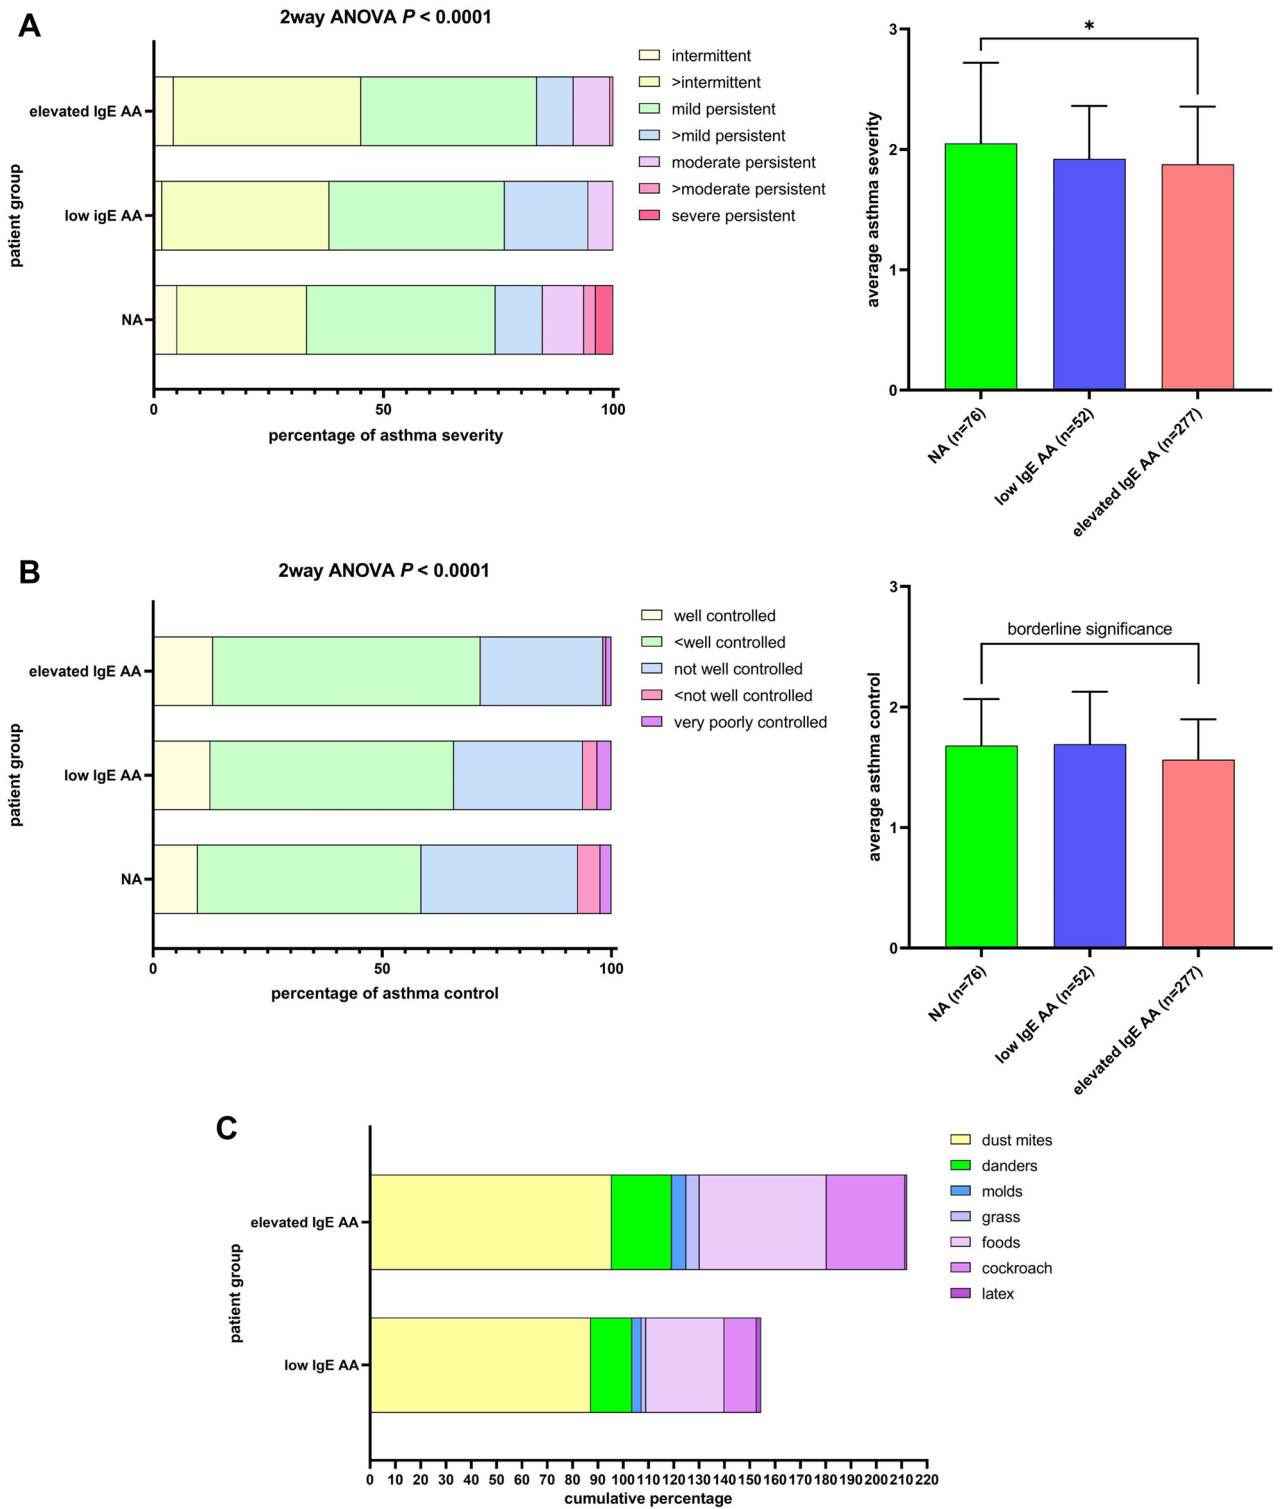 A
2way ANOVA P < 0.0001
patient group
elevated IgE AA
low igE AA
NA
0 50 100
percentage of asthma severity
intermittent
>intermittent
mild persistent
>mild persistent
moderate persistent
>moderate persistent
severe persistent
average asthma severity
3
2
1
0
*
NA (n=76)
low IgE AA (n=52)
elevated IgE AA (n=277)
B
2way ANOVA P < 0.0001
patient group
elevated IgE AA
low IgE AA
NA
0 50 100
percentage of asthma control
well controlled
<well controlled
not well controlled
<not well controlled
very poorly controlled
average asthma control
3
2
1
0
borderline significance
NA (n=76)
low IgE AA (n=52)
elevated IgE AA (n=277)
C
patient group
elevated IgE AA
low IgE AA
0 10 20 30 40 50 60 70 80 90 100 110 120 130 140 150 160 170 180 190 200 210 220
cumulative percentage
dust mites
danders
molds
grass
foods
cockroach
latex